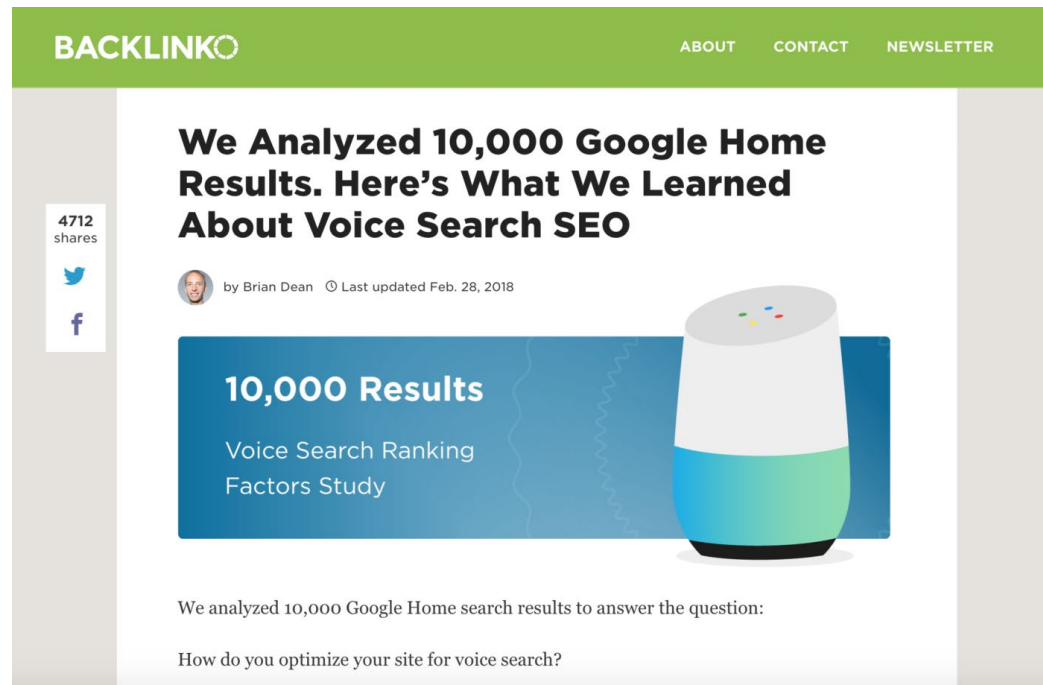 BACKLINKO
ABOUT CONTACT NEWSLETTER
We Analyzed 10,000 Google Home
Results. Here's What We Learned
About Voice Search SEO
4712
shares
by Brian Dean Last updated Feb. 28, 2018
10,000 Results
Voice Search Ranking
Factors Study
We analyzed 10,000 Google Home search results to answer the question:
How do you optimize your site for voice search?